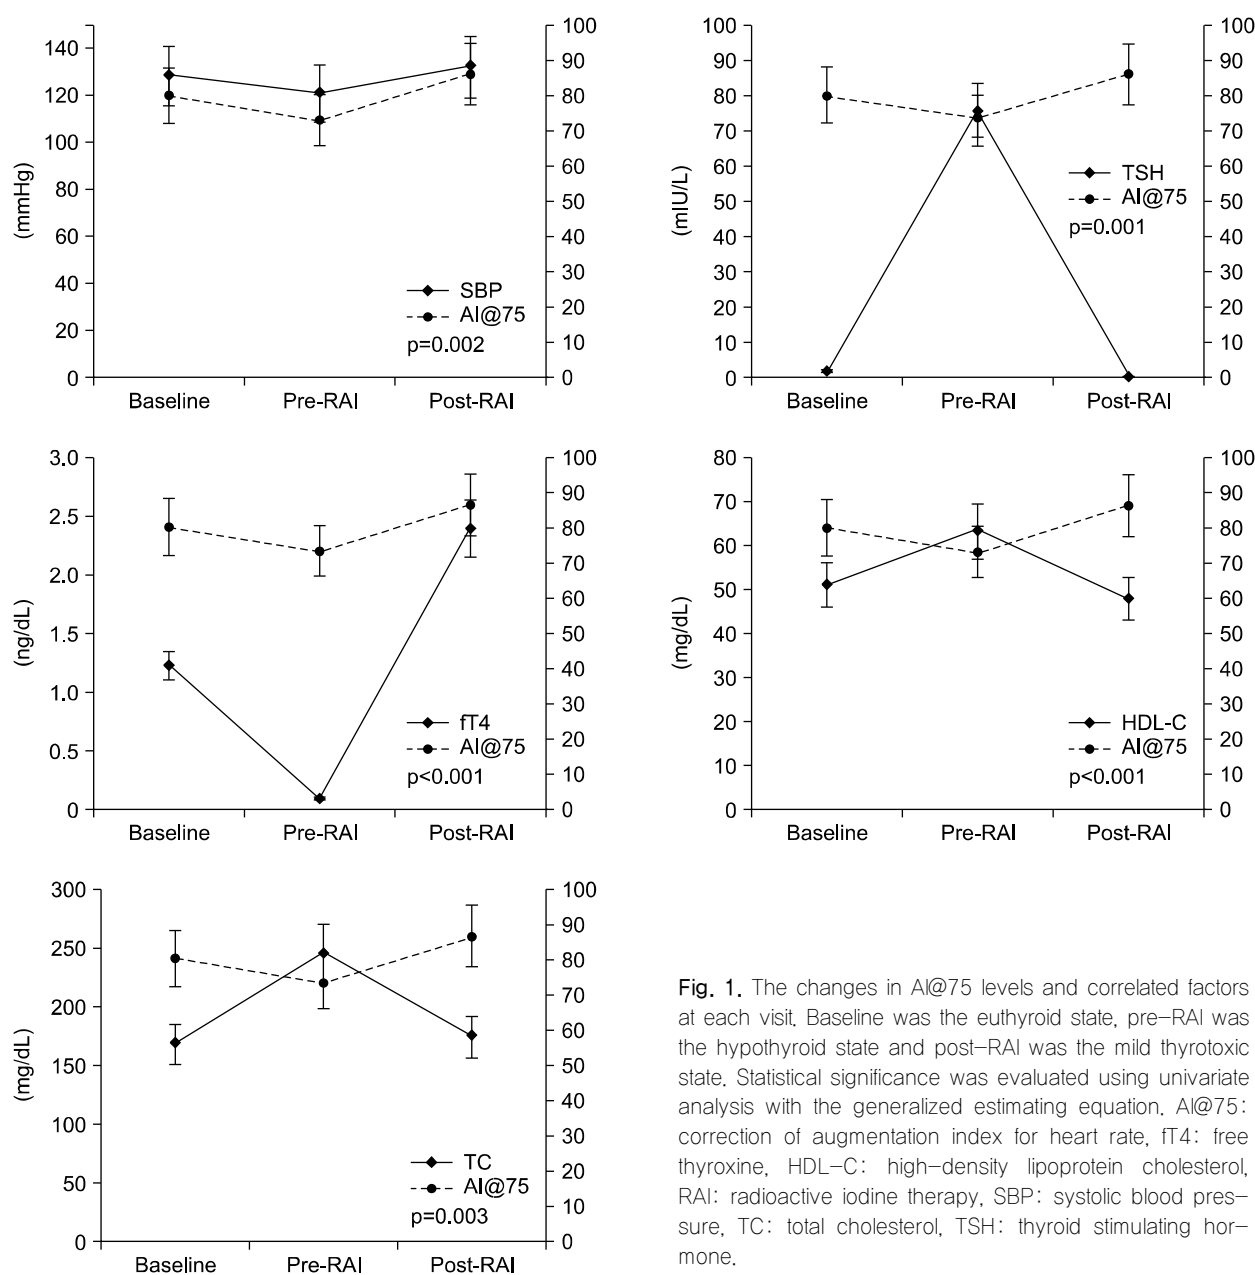 140
120
100
80
120
60
20
0
(mmHg)
100
90
80
70
60
50
40
30
20
10
0
SBP
AI@75
p=0.002
Baseline
Pre-RAI
Post-RAI
100
90
80
70
60
50
40
30
20
10
0
(mIU/L)
100
90
80
70
60
50
40
30
20
10
0
TSH
AI@75
p=0.001
Baseline
Pre-RAI
Post-RAI
3.0
2.5
2.0
1.5
1.0
0.5
0
(ng/dL)
100
90
80
70
60
50
40
30
20
10
0
fT4
AI@75
p<0.001
Baseline
Pre-RAI
Post-RAI
80
70
60
50
40
30
20
10
0
(mg/dL)
100
90
80
70
60
50
40
30
20
10
0
HDL-C
AI@75
p<0.001
Baseline
Pre-RAI
Post-RAI
300
250
200
150
100
50
0
(mg/dL)
100
90
80
70
60
50
40
30
20
10
0
TC
AI@75
p=0.003
Baseline
Pre-RAI
Post-RAI
Fig. 1. The changes in AI@75 levels and correlated factors
at each visit. Baseline was the euthyroid state, pre-RAI was
the hypothyroid state and post-RAI was the mild thyrotoxic
state. Statistical significance was evaluated using univariate
analysis with the generalized estimating equation. AI@75:
correction of augmentation index for heart rate, fT4: free
thyroxine, HDL-C: high-density lipoprotein cholesterol,
RAI: radioactive iodine therapy, SBP: systolic blood pres-
sure, TC: total cholesterol, TSH: thyroid stimulating hor-
mone.